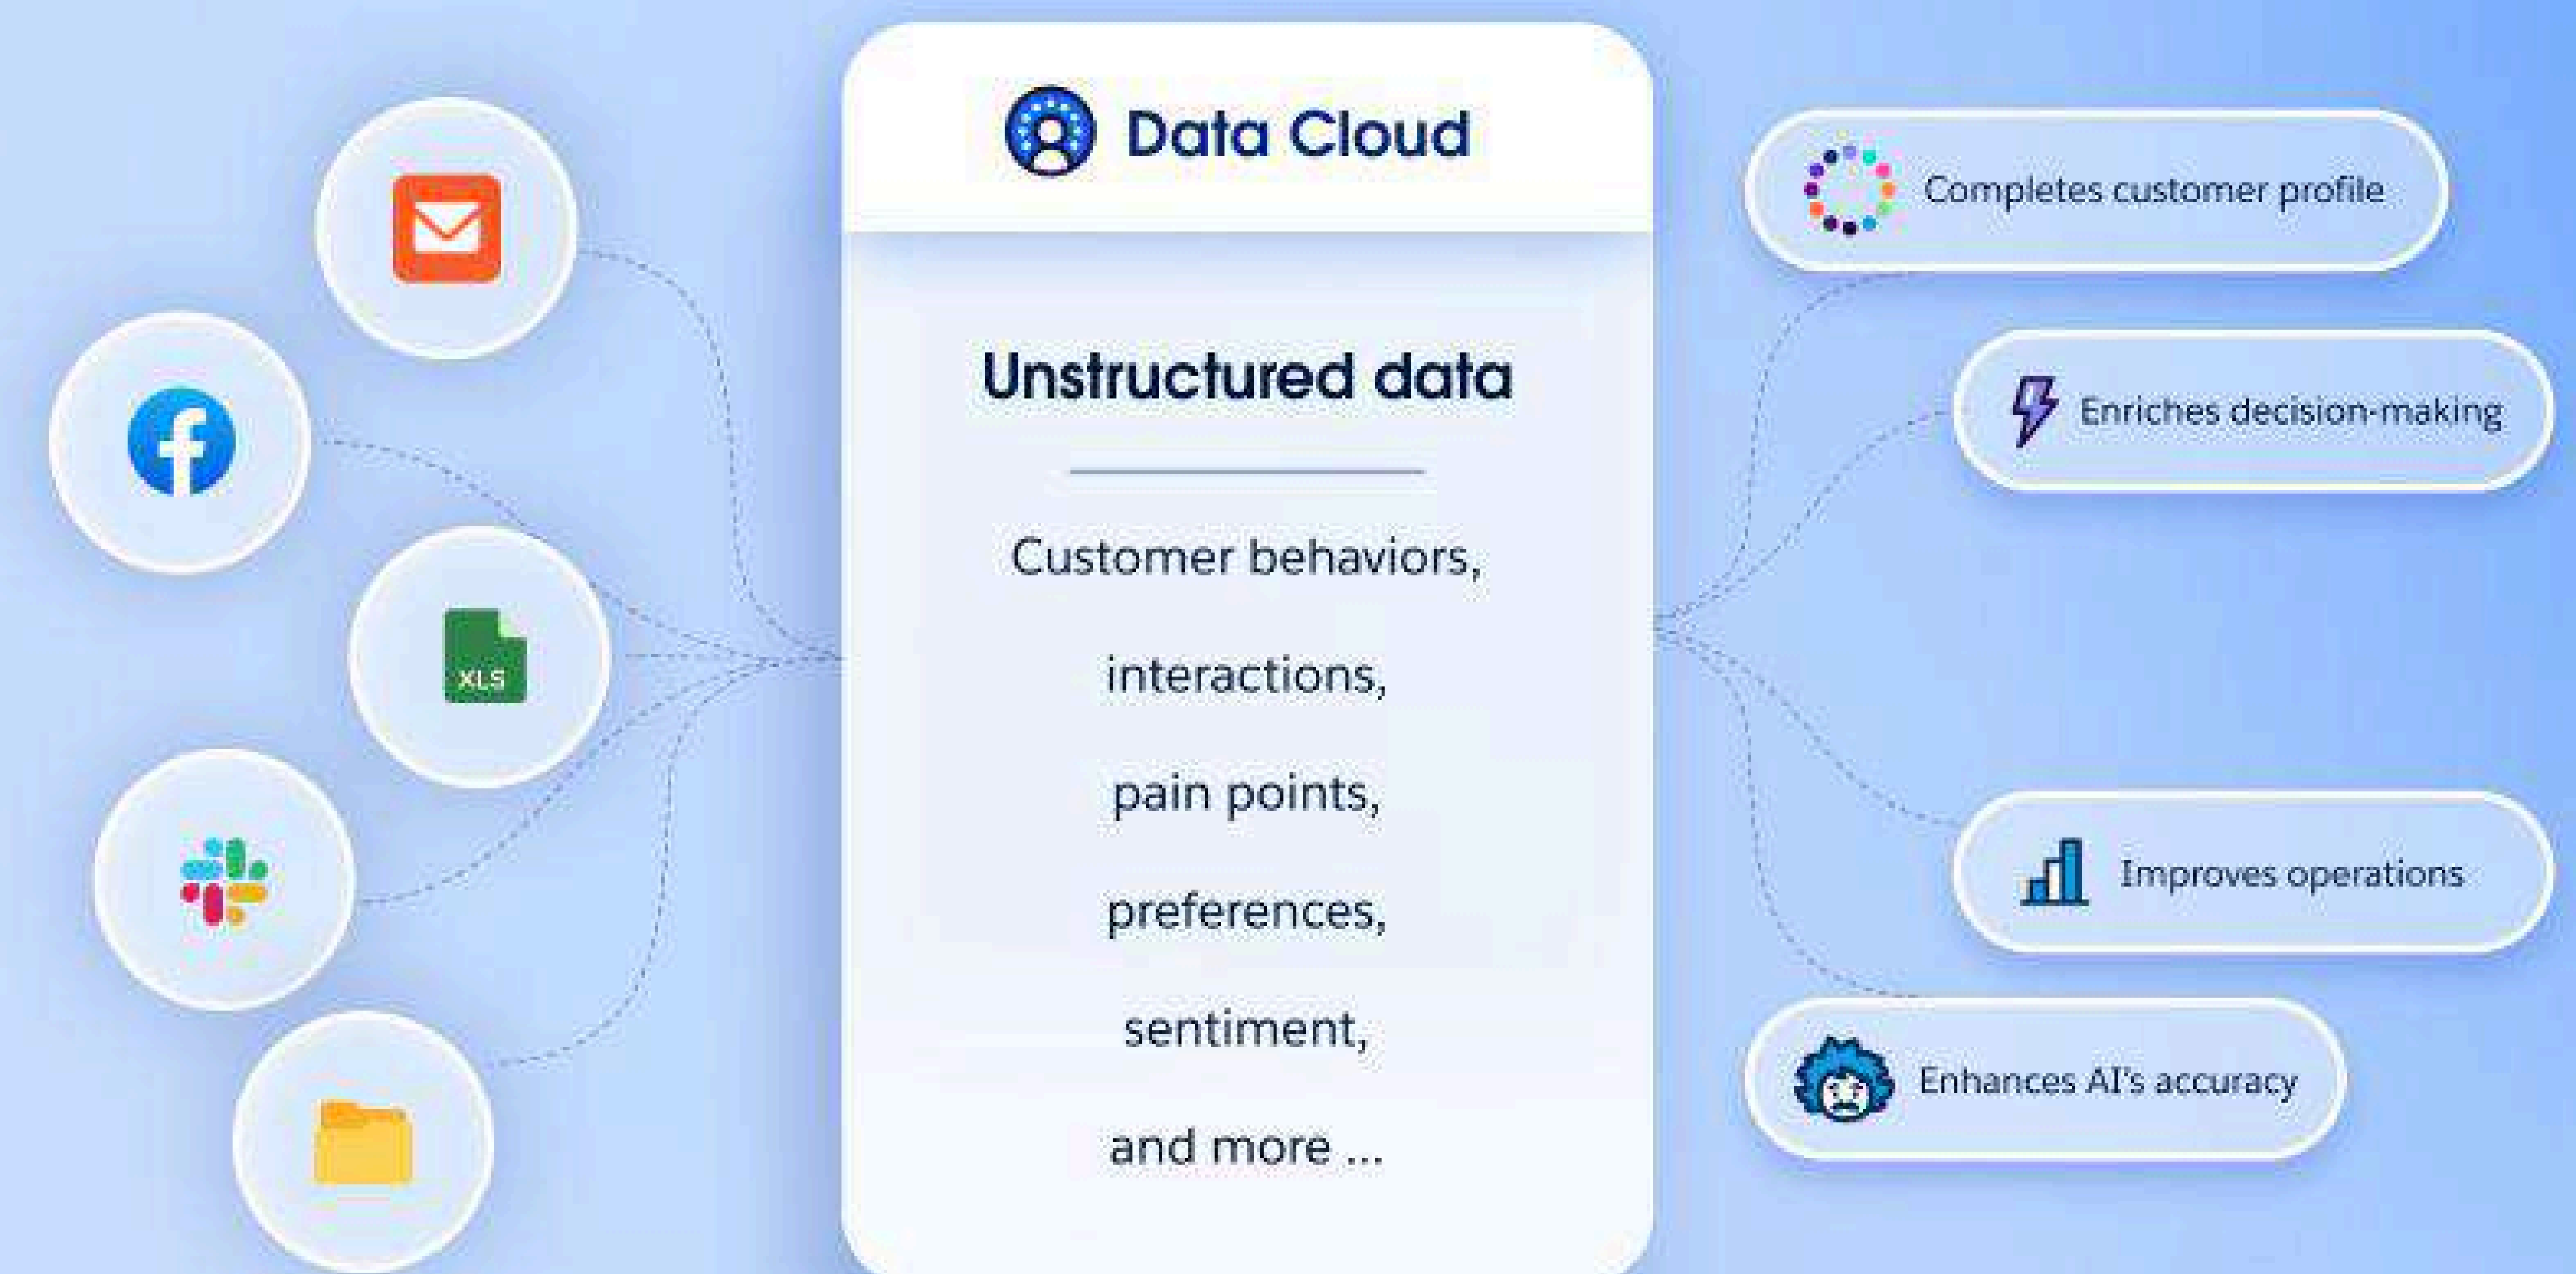 Data Cloud
Unstructured data
Customer behaviors,
interactions,
pain points,
preferences,
sentiment,
and more ...
XLS
Completes customer profile
Enriches decision-making
Improves operations
Enhances AI's accuracy